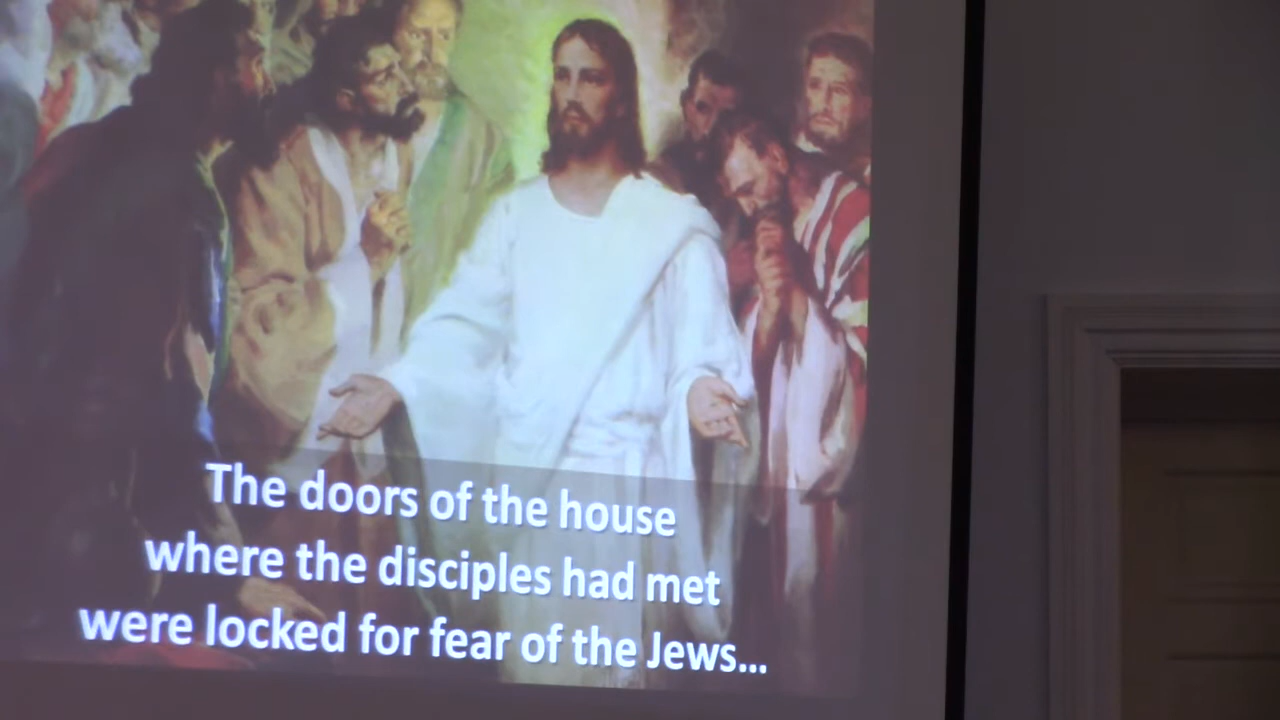 The doors of the house
where the disciples had met
were locked for fear of the Jews...